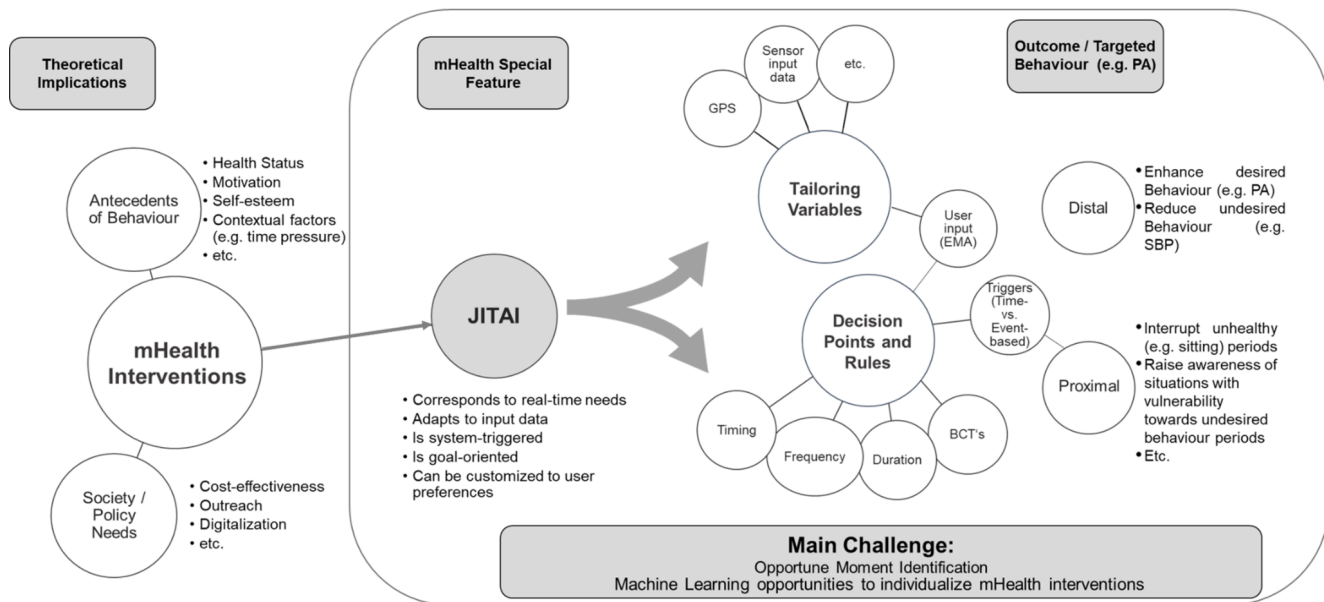 Theoretical
Implications
mHealth Special
Feature
Outcome / Targeted
Behaviour (e.g. PA)
Antecedents
of Behaviour
• Health Status
• Motivation
• Self-esteem
• Contextual factors
(e.g. time pressure)
• etc.
mHealth
Interventions
Society /
Policy
Needs
• Cost-effectiveness
• Outreach
• Digitalization
• etc.
JITAI
• Corresponds to real-time needs
• Adapts to input data
• Is system-triggered
• Is goal-oriented
• Can be customized to user
preferences
GPS
Sensor
input
data
etc.
Tailoring
Variables
User
input
(EMA)
Decision
Points and
Rules
Triggers
(Time-
vs.
Event-
based)
Timing
Frequency
Duration
BCT's
Distal
• Enhance desired
Behaviour (e.g. PA)
• Reduce undesired
Behaviour (e.g.
SBP)
Proximal
• Interrupt unhealthy
(e.g. sitting) periods
• Raise awareness of
situations with
vulnerability
towards undesired
behaviour periods
• Etc.
Main Challenge:
Opportune Moment Identification
Machine Learning opportunities to individualize mHealth interventions